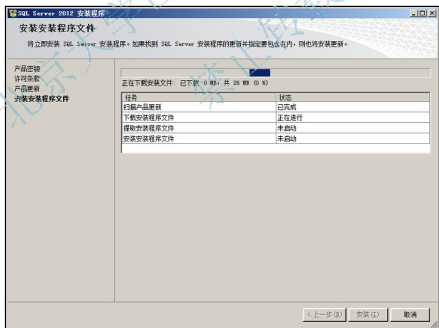 SQL Server 2012 安装程序
安装安装程序文件
将立即安装 SQL Server 安装程序。如果找到 SQL Server 安装程序的更新并指定要包含在内，则也将安装更新。
产品密钥
许可条款
产品更新
安装安装程序文件
正在下载安装文件: 已下载 0 MB，共 26 MB (0 %)
任务 状态
扫描产品更新 已完成
下载安装程序文件 正在进行
提取安装程序文件 未启动
安装安装程序文件 未启动
< 上一步(B) 安装(I) 取消